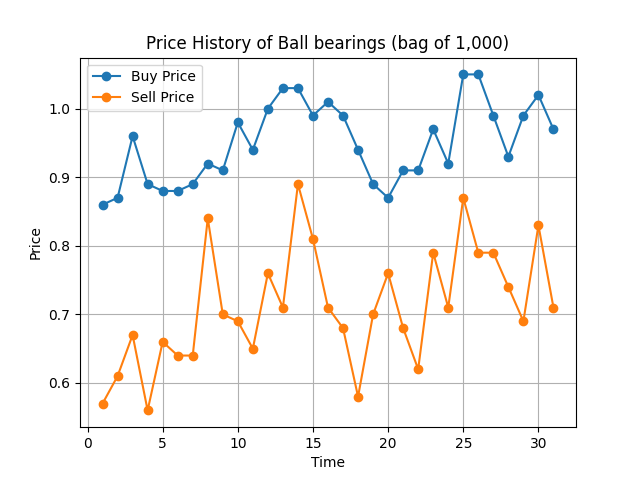 Price History of Ball bearings (bag of 1,000)
Buy Price
Sell Price
1.0
0.9
0.8
0.7
0.6
Price
0 5 10 15 20 25 30
Time